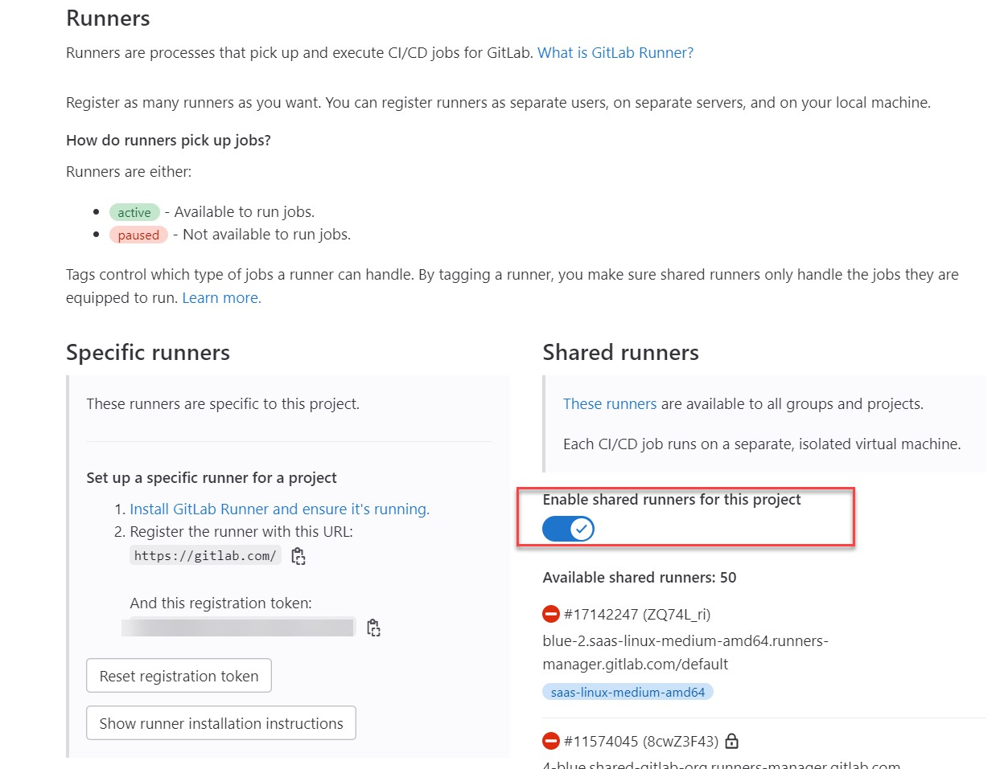 Runners
Runners are processes that pick up and execute CI/CD jobs for GitLab. What is GitLab Runner?
Register as many runners as you want. You can register runners as separate users, on separate servers, and on your local machine.
How do runners pick up jobs?
Runners are either:
active - Available to run jobs.
paused - Not available to run jobs.
Tags control which type of jobs a runner can handle. By tagging a runner, you make sure shared runners only handle the jobs they are
equipped to run. Learn more.
Specific runners
These runners are specific to this project.
Set up a specific runner for a project
1. Install GitLab Runner and ensure it's running.
2. Register the runner with this URL:
https://gitlab.com/
And this registration token:
Reset registration token
Show runner installation instructions
Shared runners
These runners are available to all groups and projects.
Each CI/CD job runs on a separate, isolated virtual machine.
Enable shared runners for this project
Available shared runners: 50
#17142247 (ZQ74L_ri)
blue-2.saas-linux-medium-amd64.runners-
manager.gitlab.com/default
saas-linux-medium-amd64
#11574045 (8cwZ3F43)
4-blue.shared-gitlab-org.runners-manager.gitlab.com